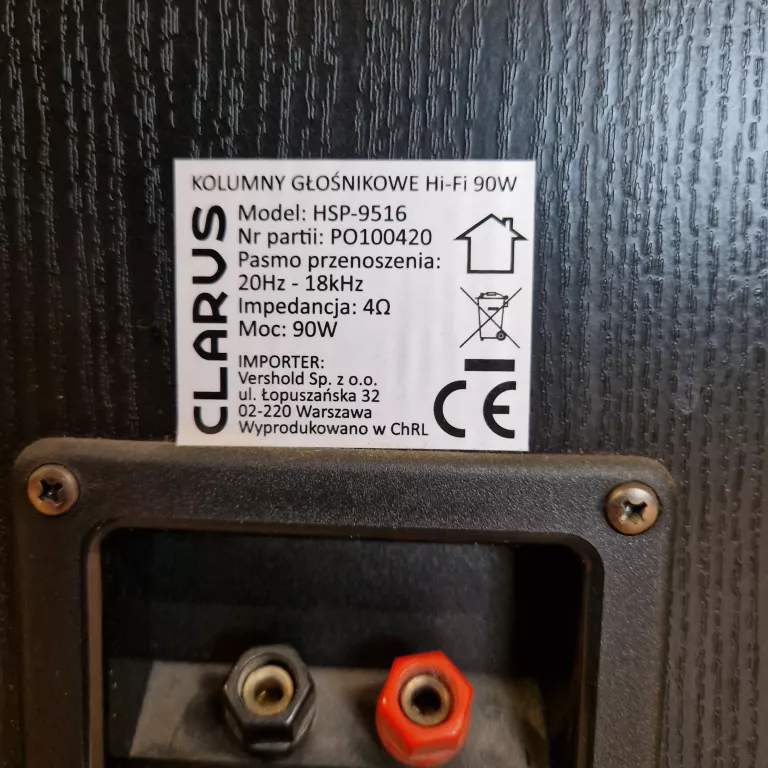 KOLUMNY GŁOŚNIKOWE Hi-Fi 90W
CLARUS
Model: HSP-9516
Nr partii: PO100420
Pasmo przenoszenia:
20Hz - 18kHz
Impedancja: 4Ω
Moc: 90W
IMPORTER:
Vershold Sp. z o.o.
ul. Łopuszańska 32
02-220 Warszawa
Wyprodukowano w ChRL
CE